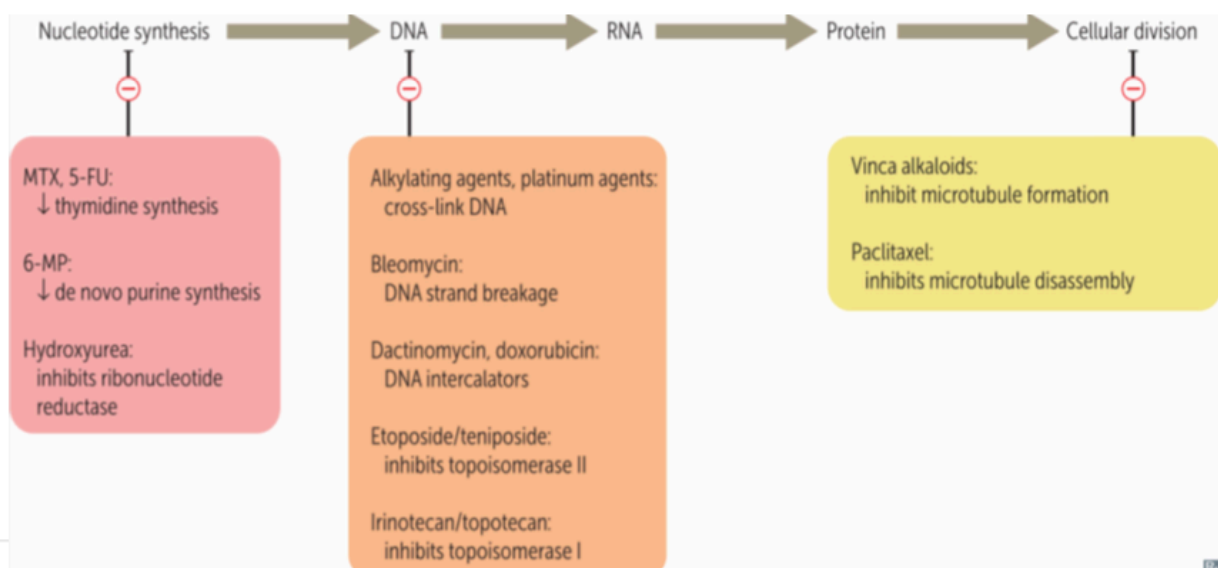 Nucleotide synthesis DNA RNA Protein Cellular division
MTX, 5-FU:
↓ thymidine synthesis
6-MP:
↓ de novo purine synthesis
Hydroxyurea:
inhibits ribonucleotide
reductase
Alkylating agents, platinum agents:
cross-link DNA
Bleomycin:
DNA strand breakage
Dactinomycin, doxorubicin:
DNA intercalators
Etoposide/teniposide:
inhibits topoisomerase II
Irinotecan/topotecan:
inhibits topoisomerase I
Vinca alkaloids:
inhibit microtubule formation
Paclitaxel:
inhibits microtubule disassembly